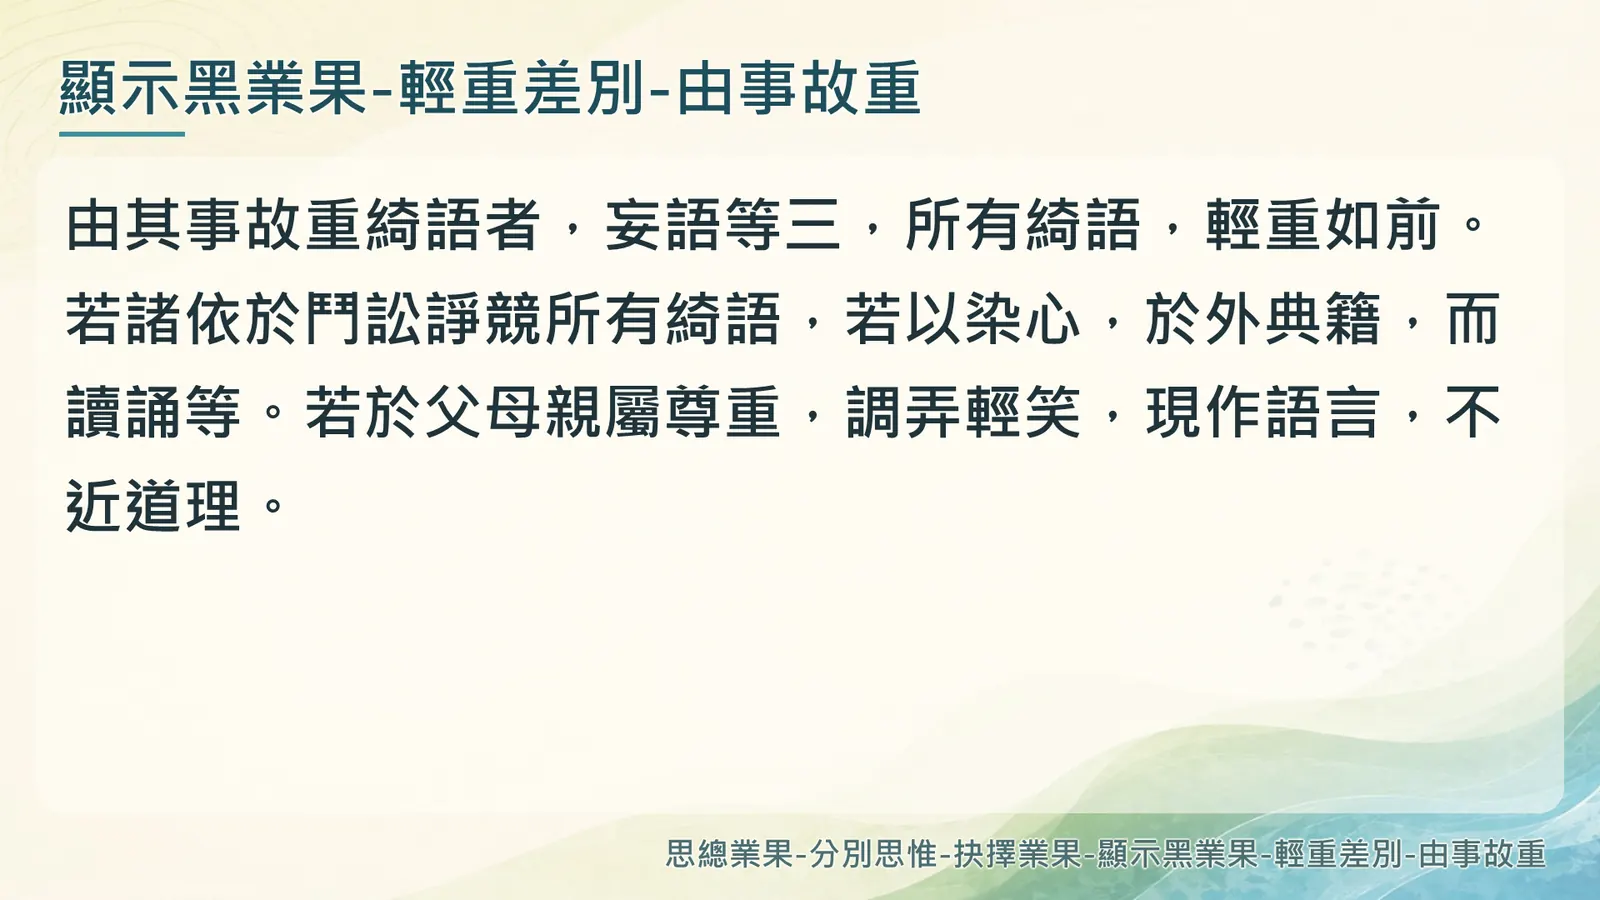 顯示黑業果-輕重差別-由事故重
由其事故重綺語者，妄語等三，所有綺語，輕重如前。
若諸依於鬥訟諍競所有綺語，若以染心，於外典籍，而
讀誦等。若於父母親屬尊重，調弄輕笑，現作語言，不
近道理。
思總業果-分別思惟-抉擇業果-顯示黑業果-輕重差別-由事故重